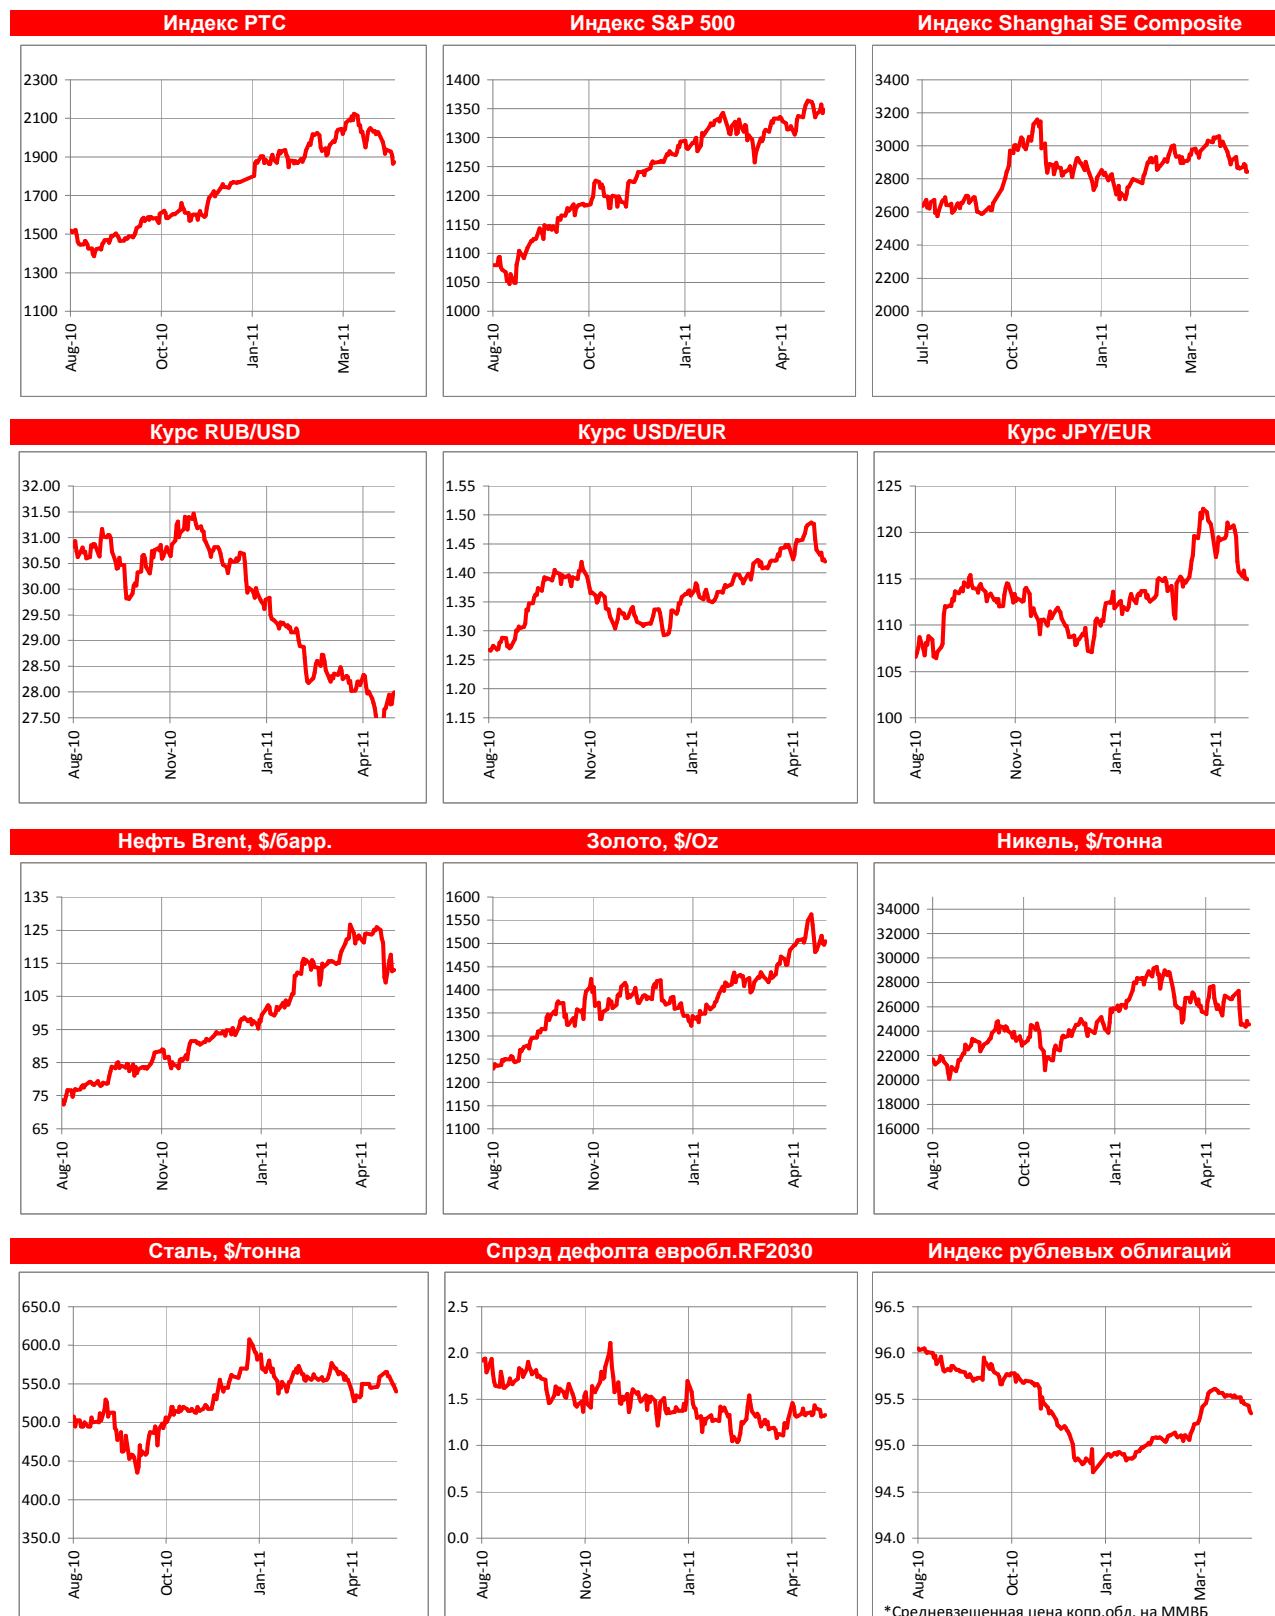 Индекс РТС
Индекс S&P 500
Индекс Shanghai SE Composite
2300
2100
1900
1700
1500
1300
1100
Aug-10
Oct-10
Jan-11
Mar-11
1400
1350
1300
1250
1200
1150
1100
1050
1000
Aug-10
Oct-10
Jan-11
Apr-11
3400
3200
3000
2800
2600
2400
2200
2000
Jul-10
Oct-10
Jan-11
Mar-11
Курс RUB/USD
Курс USD/EUR
Курс JPY/EUR
32.00
31.50
31.00
30.50
30.00
29.50
29.00
28.50
28.00
27.50
Aug-10
Nov-10
Jan-11
Apr-11
1.55
1.50
1.45
1.40
1.35
1.30
1.25
1.20
1.15
Aug-10
Nov-10
Jan-11
Apr-11
125
120
115
110
105
100
Aug-10
Nov-10
Jan-11
Apr-11
Нефть Brent, $/барр.
Золото, $/Oz
Никель, $/тонна
135
125
115
105
95
85
75
65
Aug-10
Nov-10
Jan-11
Apr-11
1600
1550
1500
1450
1400
1350
1300
1250
1200
1150
1100
Aug-10
Nov-10
Jan-11
Apr-11
34000
32000
30000
28000
26000
24000
22000
20000
18000
16000
Aug-10
Oct-10
Jan-11
Apr-11
Сталь, $/тонна
Спрэд дефолта евробл.RF2030
Индекс рублевых облигаций
650.0
600.0
550.0
500.0
450.0
400.0
350.0
Aug-10
Oct-10
Jan-11
Apr-11
2.5
2.0
1.5
1.0
0.5
0.0
Aug-10
Nov-10
Jan-11
Apr-11
96.5
96.0
95.5
95.0
94.5
94.0
Aug-10
Oct-10
Jan-11
Mar-11
*Средневзешенная цена корп.обл. на ММВБ